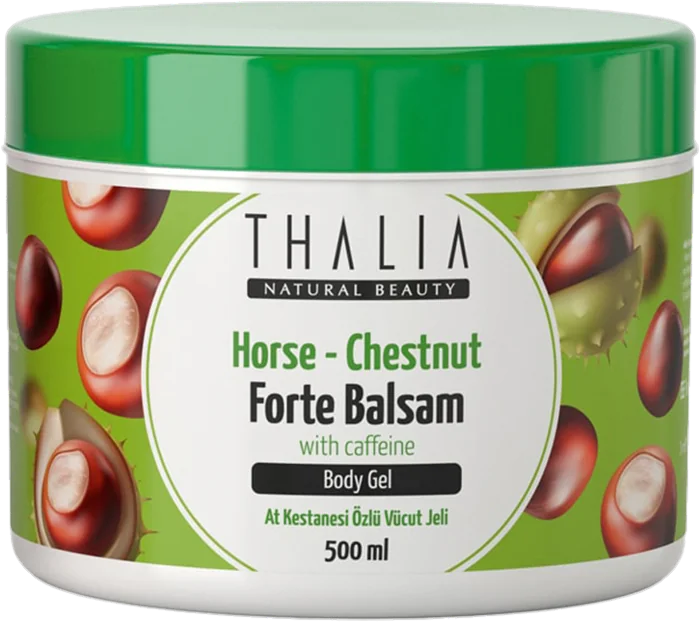 THALIA
NATURAL BEAUTY
Horse - Chestnut
Forte Balsam
with caffeine
Body Gel
At Kestanesi Özlü Vücut Jeli
500 ml